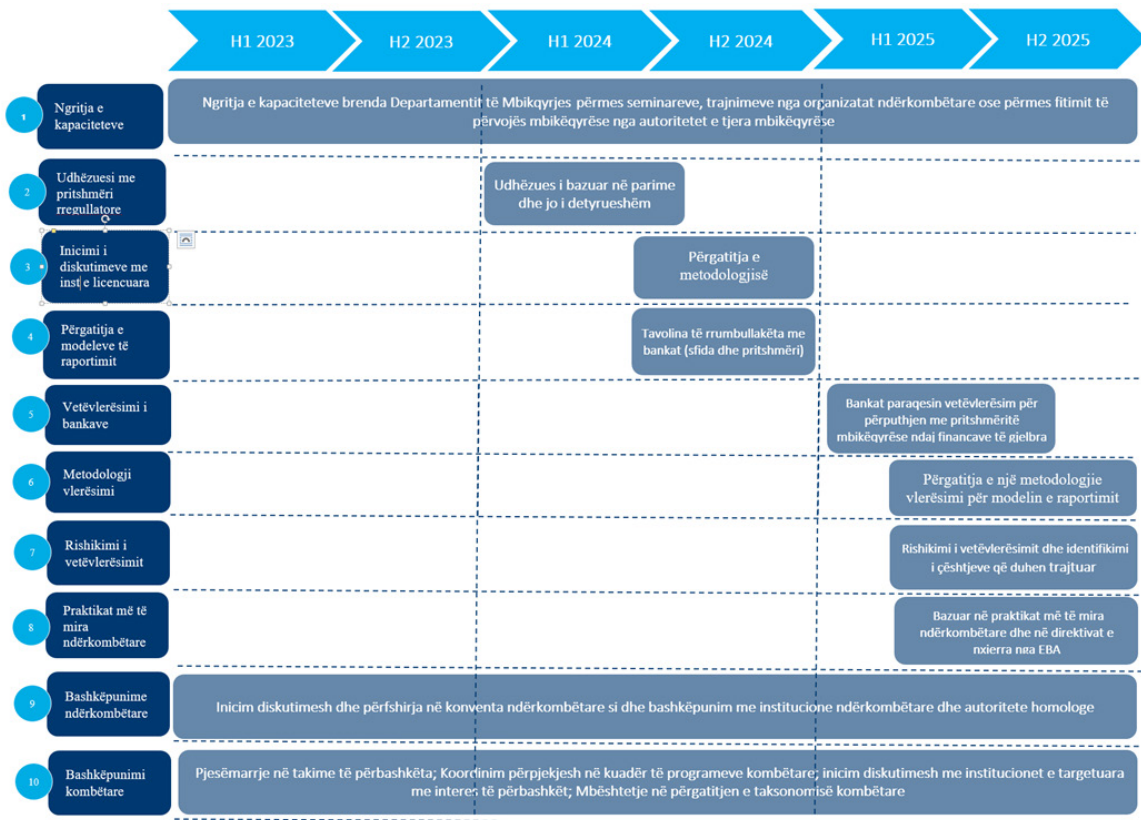 H1 2023
H2 2023
H1 2024
H2 2024
H1 2025
H2 2025
1
Ngritja e
kapaciteteve
Ngritja e kapaciteteve brenda Departamentit të Mbikqyrjes përmes seminareve, trajnimeve nga organizatat ndërkombëtare ose përmes fitimit të
përvojës mbikëqyrëse nga autoritetet e tjera mbikëqyrëse
2
Udhëzuesi me
pritshmëri
rregullatore
Udhëzues i bazuar në parime
dhe jo i detyrueshëm
3
Inicimi i
diskutimeve me
inst e licencuara
Përgatitja e
metodologjisë
4
Përgatitja e
modeleve të
raportimit
Tavolina të rrumbullakëta me
bankat (sfida dhe pritshmëri)
5
Vetëvlerësimi i
bankave
Bankat paraqesin vetëvlerësim për
përputhjen me pritshmëritë
mbikëqyrëse ndaj financave të gjelbra
6
Metodologji
vlerësimi
Përgatitja e një metodologjie
vlerësimi për modelin e raportimit
7
Rishikimi i
vetëvlerësimit
Rishikimi i vetëvlerësimit dhe identifikimi
i çështjeve që duhen trajtuar
8
Praktikat më të
mira
ndërkombëtare
Bazuar në praktikat më të mira
ndërkombëtare dhe në direktivat e
nxierra nga EBA
9
Bashkëpunime
ndërkombëtare
Inicim diskutimesh dhe përfshirja në konventa ndërkombëtare si dhe bashkëpunim me institucione ndërkombëtare dhe autoritete homologe
10
Bashkëpunimi
kombëtare
Pjesëmarrje në takime të përbashkëta; Koordinim përpjekjesh në kuadër të programeve kombëtare; inicim diskutimesh me institucionet e targetuara
me interes të përbashkët; Mbështetje në përgatitjen e taksonomisë kombëtare